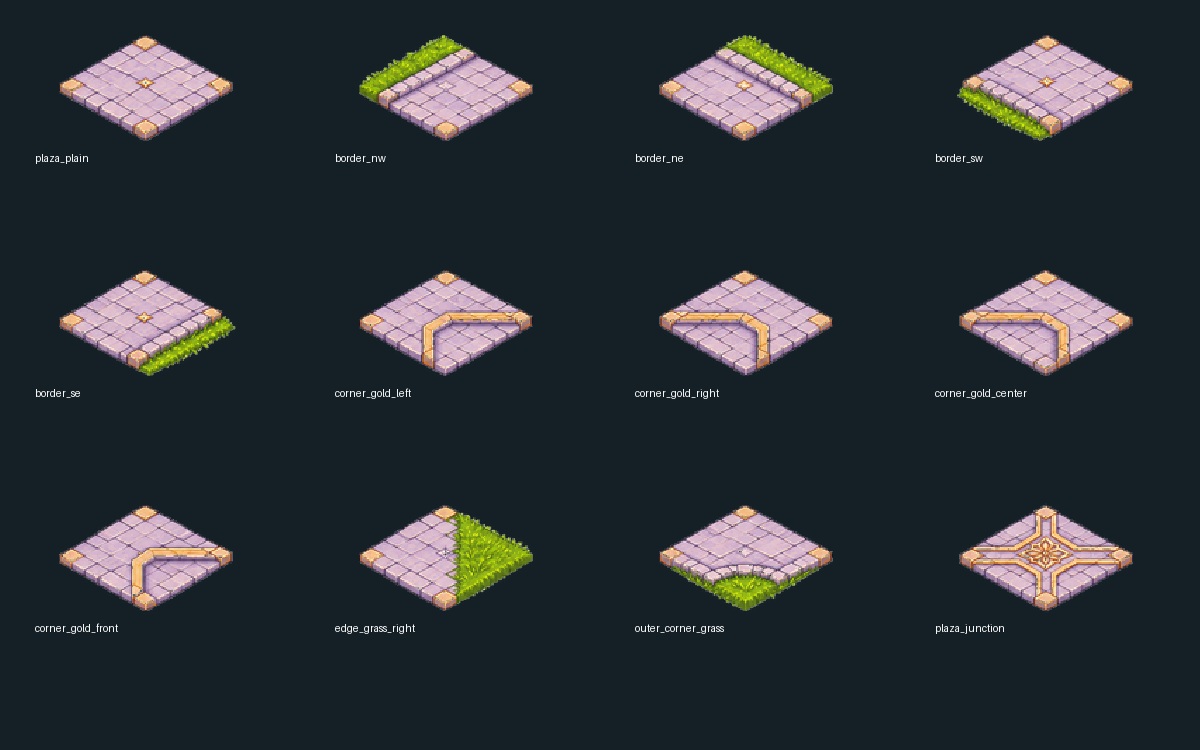 plaza_plain
border_nw
border_ne
border_sw
border_se
corner_gold_left
corner_gold_right
corner_gold_center
corner_gold_front
edge_grass_right
outer_corner_grass
plaza_junction